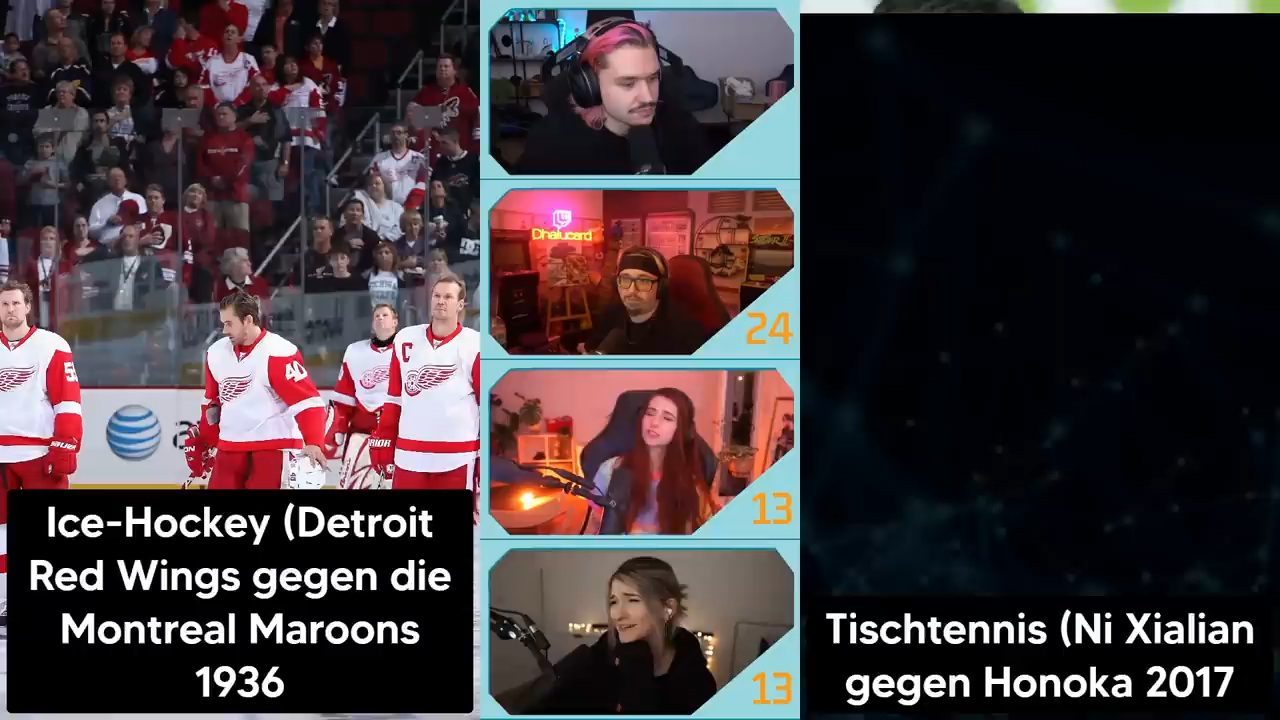 Ice-Hockey (Detroit
Red Wings gegen die
Montreal Maroons
1936
Dhalucard
24
13
13
40
C
Tischtennis (Ni Xialian
gegen Honoka 2017